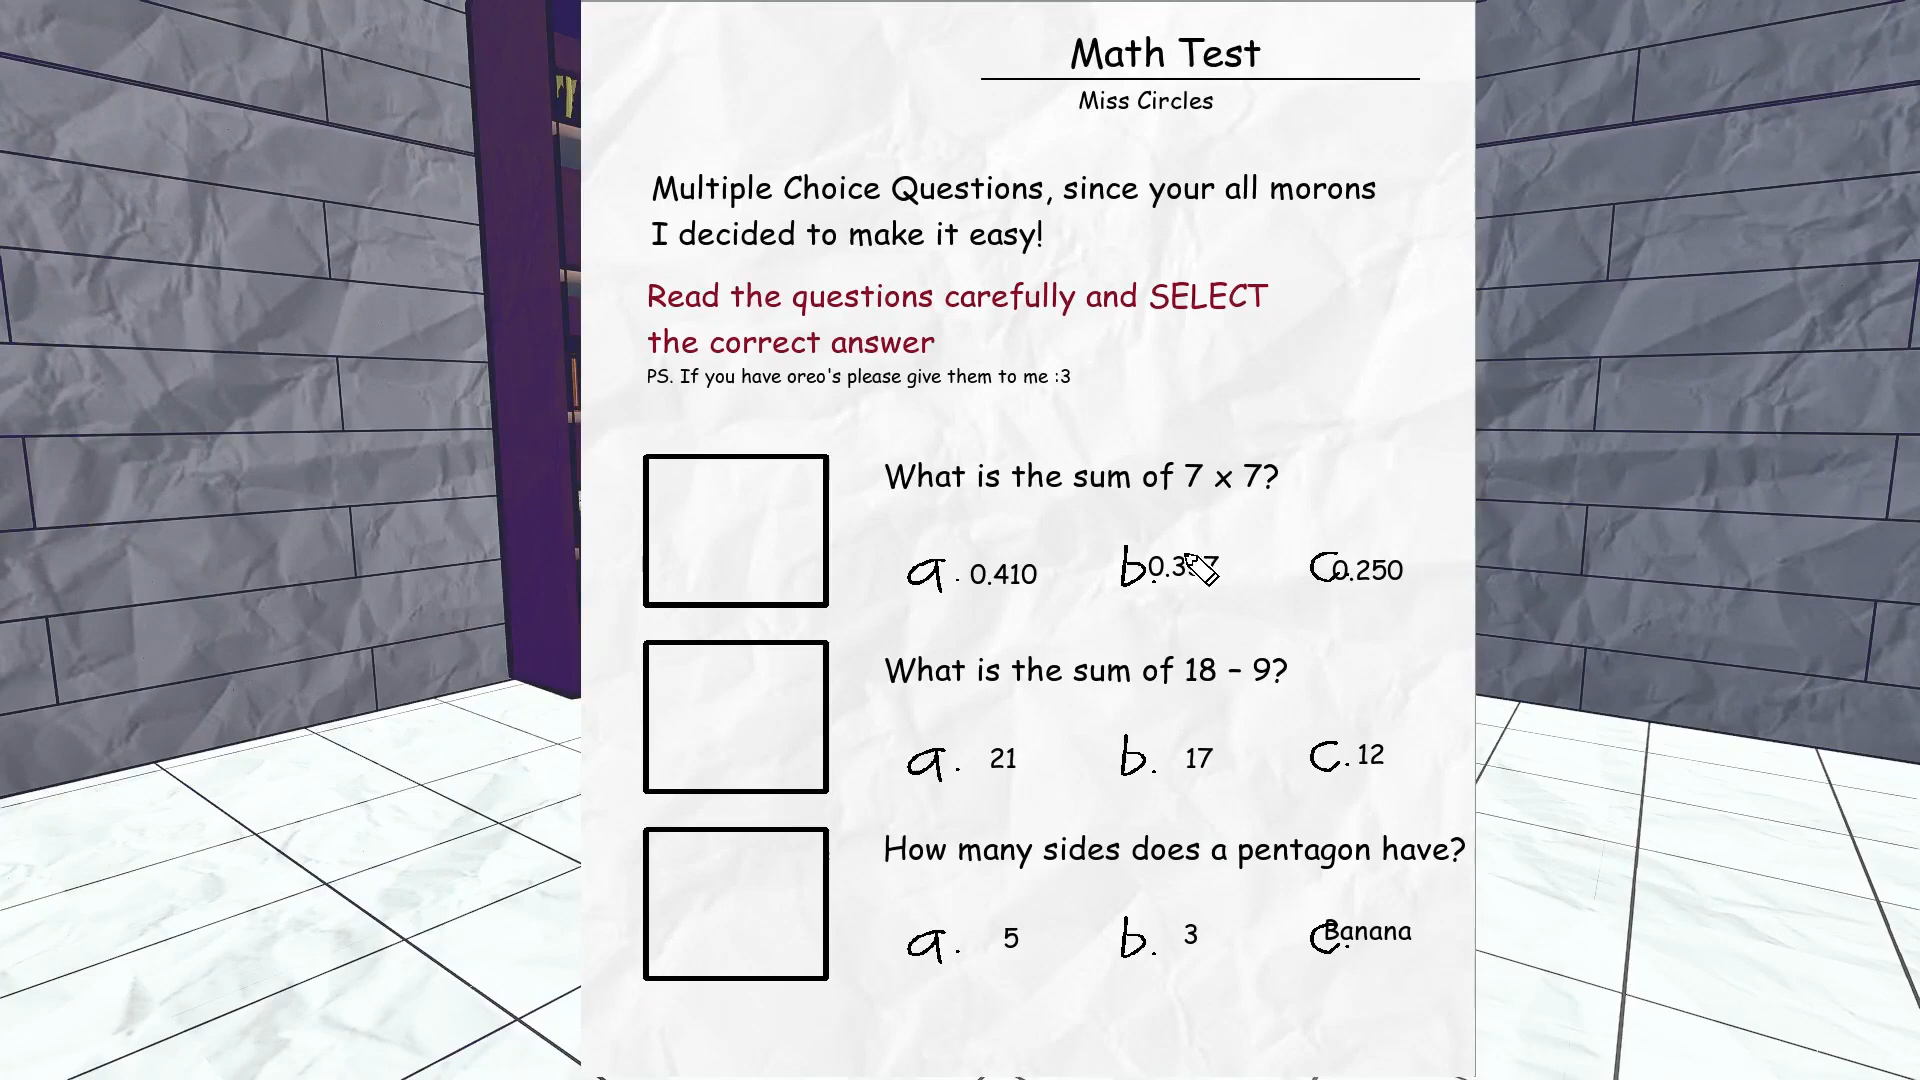 Math Test
Miss Circles
Multiple Choice Questions, since your all morons
I decided to make it easy!
Read the questions carefully and SELECT
the correct answer
PS. If you have oreo's please give them to me :3
What is the sum of 7 x 7?
a. 0.410 b. C. 0.250
What is the sum of 18 - 9?
a. 21 b. 17 C. 12
How many sides does a pentagon have?
a. 5 b. 3 C. Banana